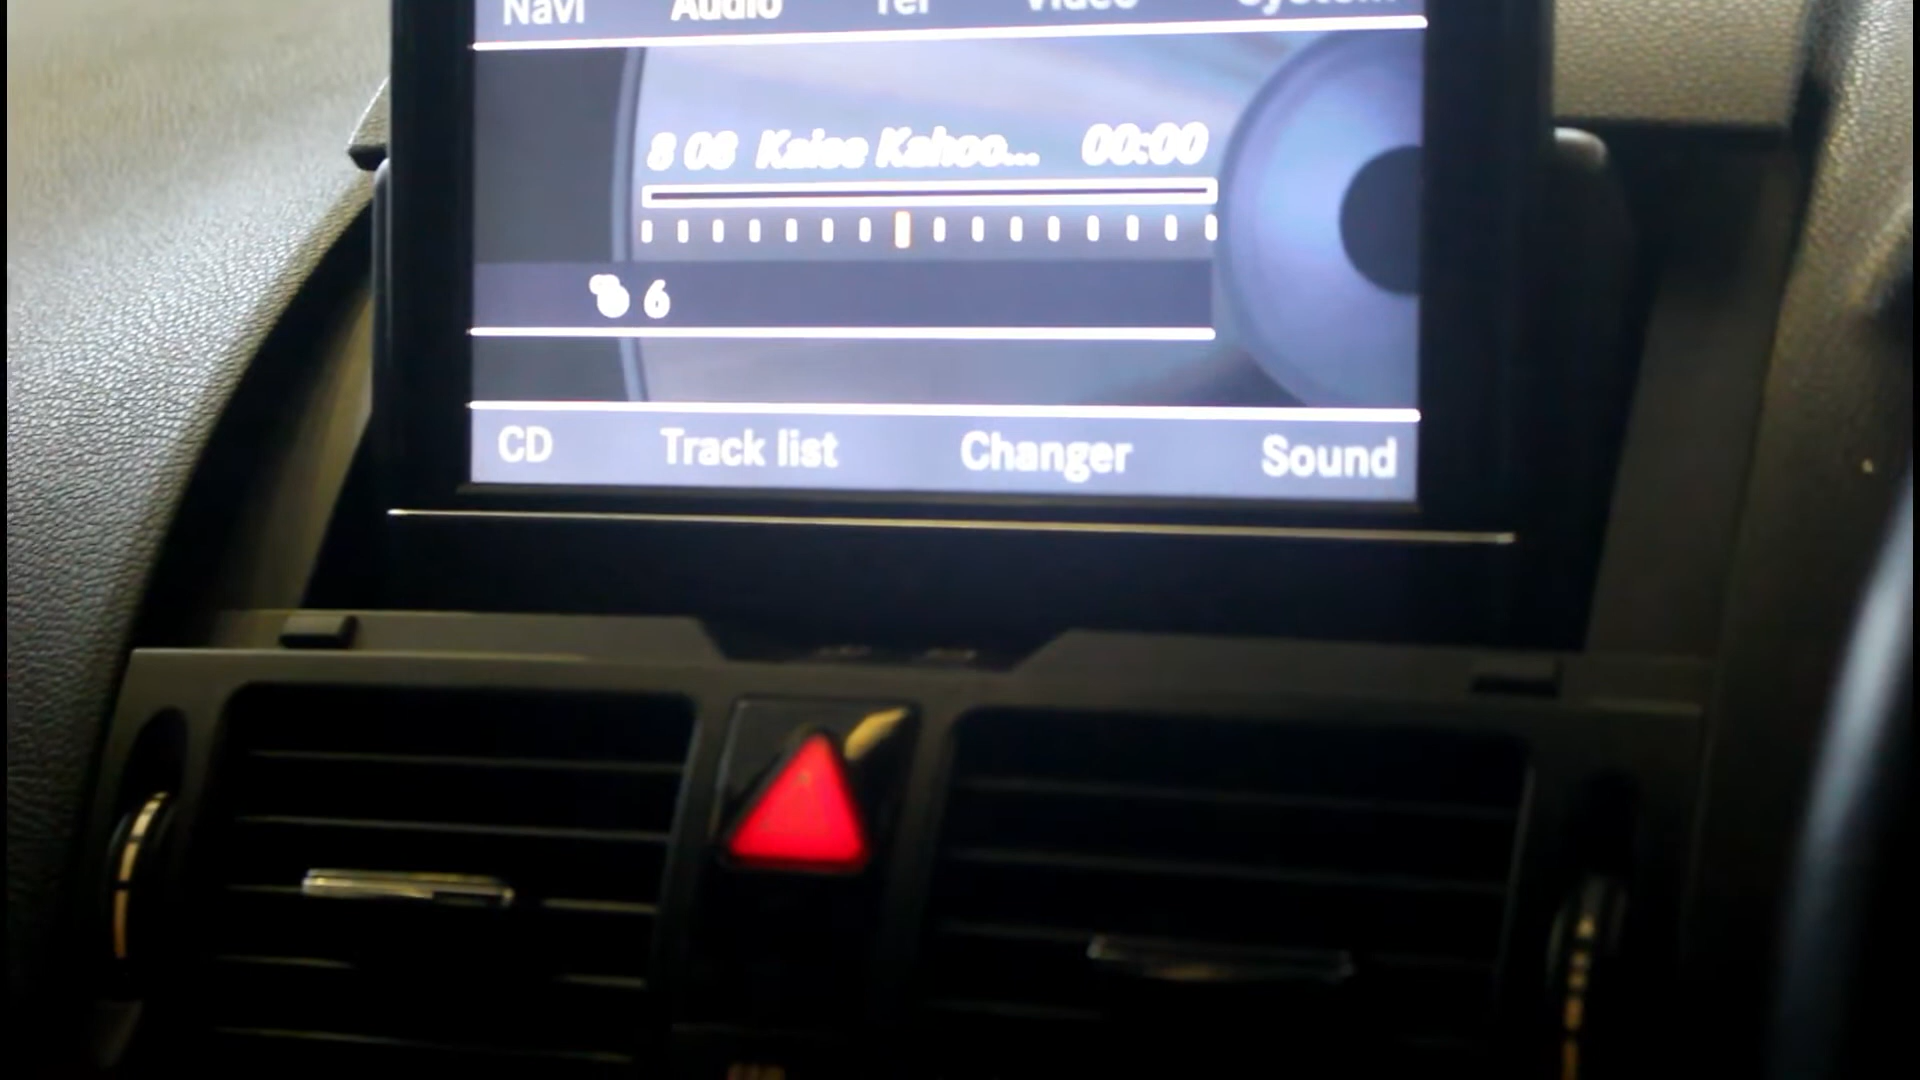 Navi Audio Tel Video System
8 08 Kaise Kahoo... 00:00
6
CD Track list Changer Sound